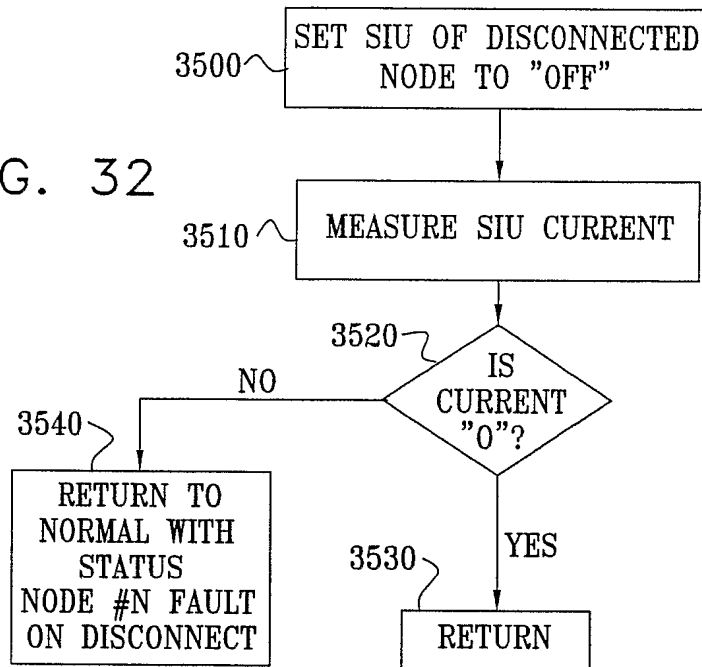 SET SIU OF DISCONNECTED
NODE TO "OFF"
3500
G. 32
3510
MEASURE SIU CURRENT
3520
IS
CURRENT
"0"?
NO
3540
RETURN TO
NORMAL WITH
STATUS
NODE #N FAULT
ON DISCONNECT
YES
3530
RETURN